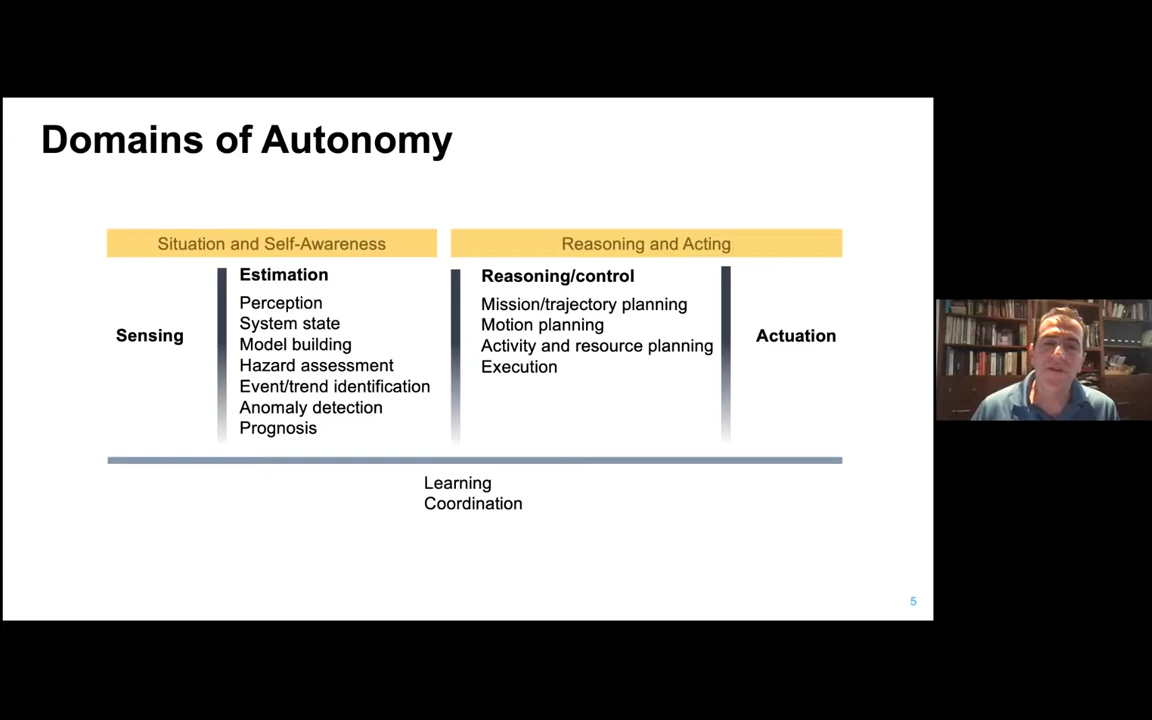 Domains of Autonomy
Situation and Self-Awareness
Sensing
Estimation
Perception
System state
Model building
Hazard assessment
Event/trend identification
Anomaly detection
Prognosis
Reasoning and Acting
Reasoning/control
Mission/trajectory planning
Motion planning
Activity and resource planning
Execution
Actuation
Learning
Coordination
5